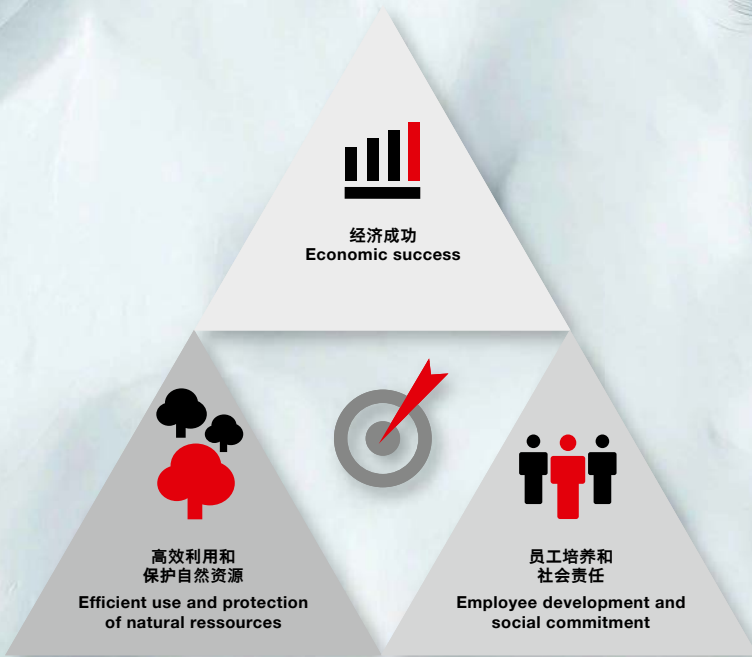 经济成功
Economic success
高效利用和
保护自然资源
Efficient use and protection
of natural ressources
员工培养和
社会责任
Employee development and
social commitment